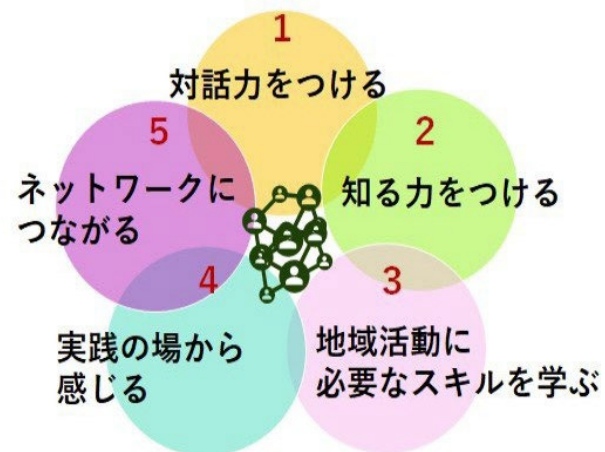 1
対話力をつける
2
知る力をつける
3
地域活動に
必要なスキルを学ぶ
4
実践の場から
感じる
5
ネットワークに
つながる